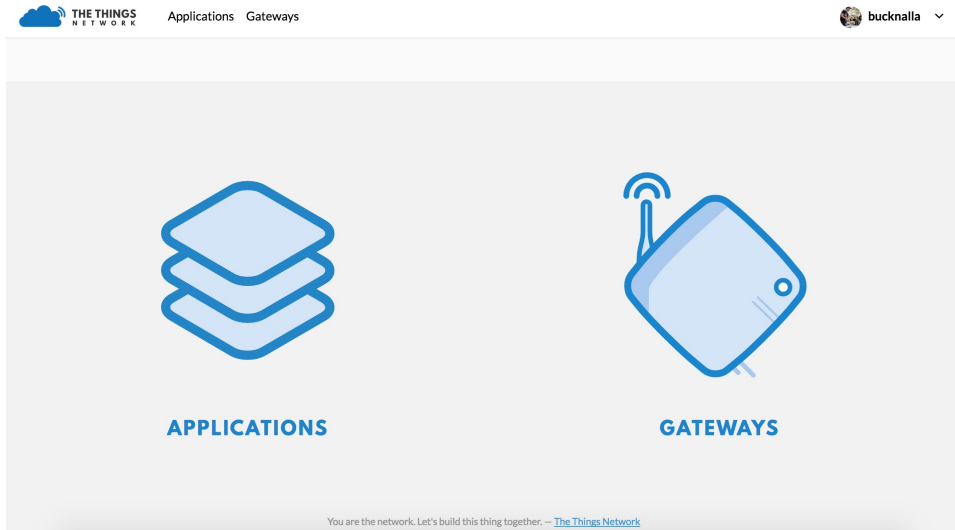 THE THINGS
NETWORK
Applications Gateways
bucknalla
APPLICATIONS
GATEWAYS
You are the network. Let's build this thing together. — The Things Network